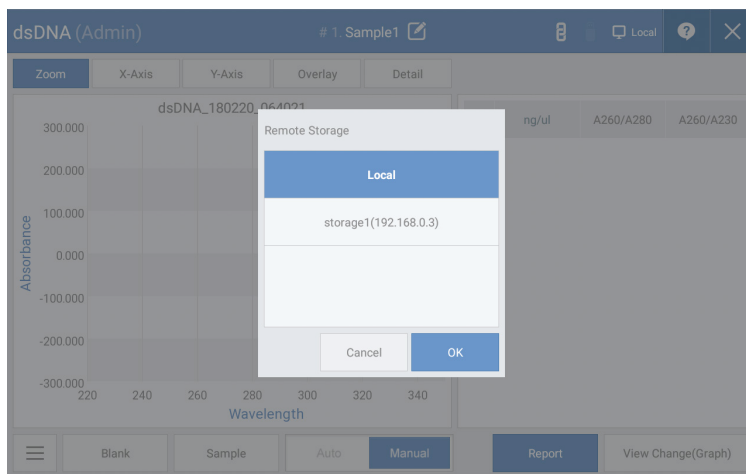 dsDNA (Admin)
# 1. Sample1
Local
?
Zoom
X-Axis
Y-Axis
Overlay
Detail
dsDNA_180220_064021
Absorbance
300.000
200.000
100.000
0.000
-100.000
-200.000
-300.000
220 240 260 280 300 320 340
Wavelength
ng/ul A260/A280 A260/A230
Remote Storage
Local
storage1(192.168.0.3)
Cancel
OK
Blank
Sample
Auto
Manual
Report
View Change(Graph)